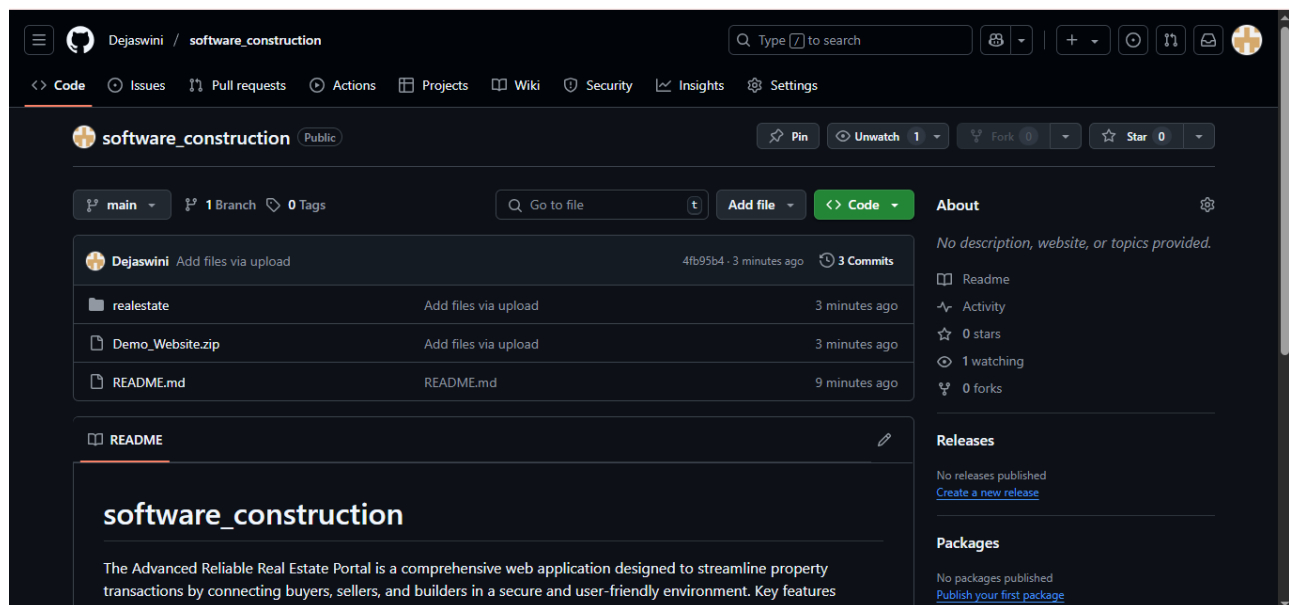 Dejaswini / software_construction
Type / to search
Code Issues Pull requests Actions Projects Wiki Security Insights Settings
software_construction Public
Pin Unwatch 1 Fork 0 Star 0
main 1 Branch 0 Tags Go to file t Add file <> Code
Dejaswini Add files via upload 4fb95b4 · 3 minutes ago 3 Commits
realestate Add files via upload 3 minutes ago
Demo_Website.zip Add files via upload 3 minutes ago
README.md README.md 9 minutes ago
README
software_construction
The Advanced Reliable Real Estate Portal is a comprehensive web application designed to streamline property
transactions by connecting buyers, sellers, and builders in a secure and user-friendly environment. Key features
About
No description, website, or topics provided.
Readme
Activity
0 stars
1 watching
0 forks
Releases
No releases published
Create a new release
Packages
No packages published
Publish your first package